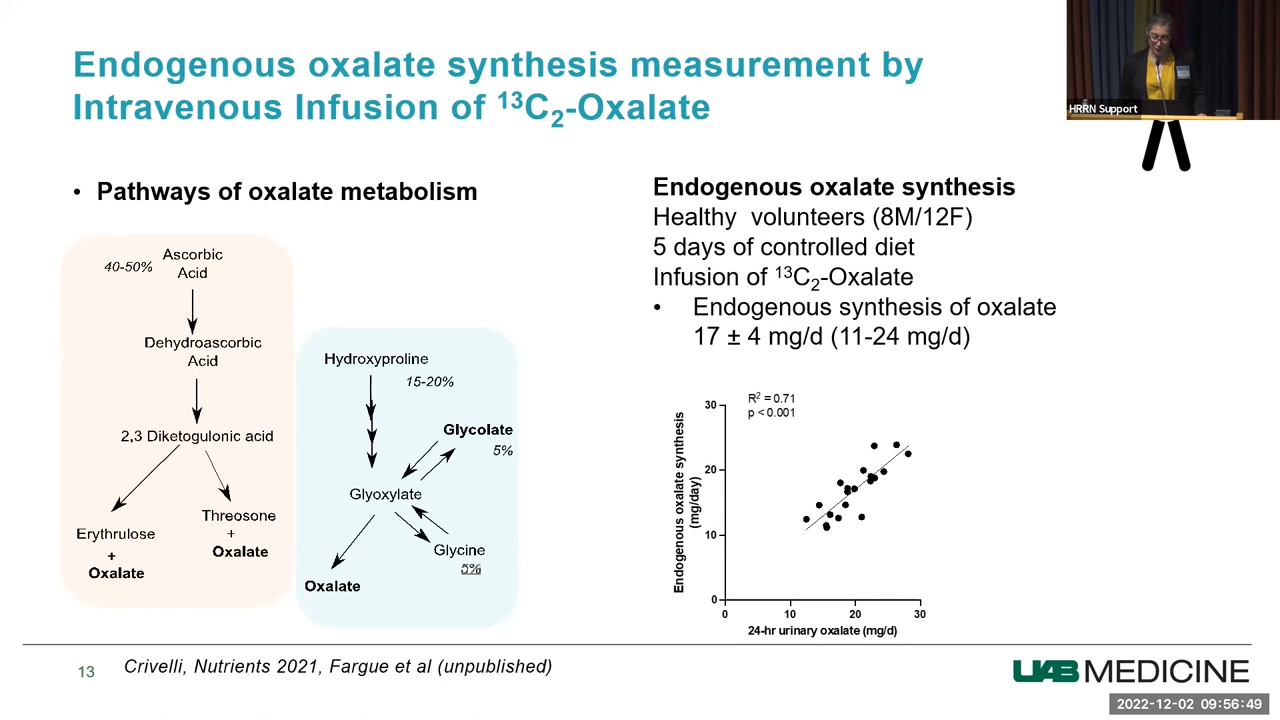 Endogenous oxalate synthesis measurement by
Intravenous Infusion of ¹³C₂-Oxalate
HRRN Support
• Pathways of oxalate metabolism
40-50%
Ascorbic
Acid
Dehydroascorbic
Acid
2,3 Diketogulonic acid
Erythrulose
+
Oxalate
Threosone
+
Oxalate
Hydroxyproline
15-20%
Glycolate
5%
Glyoxylate
Glycine
5%
Oxalate
Endogenous oxalate synthesis
Healthy volunteers (8M/12F)
5 days of controlled diet
Infusion of ¹³C₂-Oxalate
• Endogenous synthesis of oxalate
17 ± 4 mg/d (11-24 mg/d)
R² = 0.71
p < 0.001
Endogenous oxalate synthesis
(mg/day)
30
20
10
0
0 10 20 30
24-hr urinary oxalate (mg/d)
13
Crivelli, Nutrients 2021, Fargue et al (unpublished)
UAB MEDICINE
2022-12-02 09:56:49